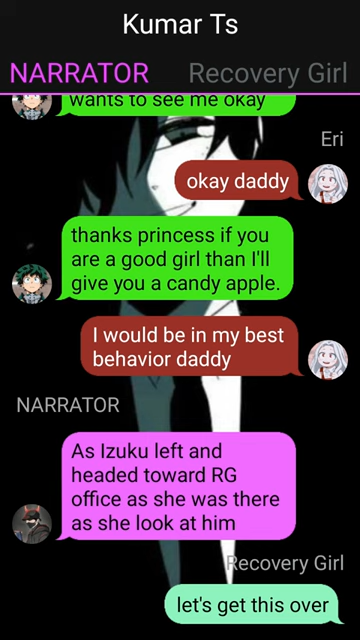 Kumar Ts
NARRATOR
Recovery Girl
wants to see me okay
Eri
okay daddy
thanks princess if you
are a good girl than I'll
give you a candy apple.
I would be in my best
behavior daddy
NARRATOR
As Izuku left and
headed toward RG
office as she was there
as she look at him
Recovery Girl
let's get this over